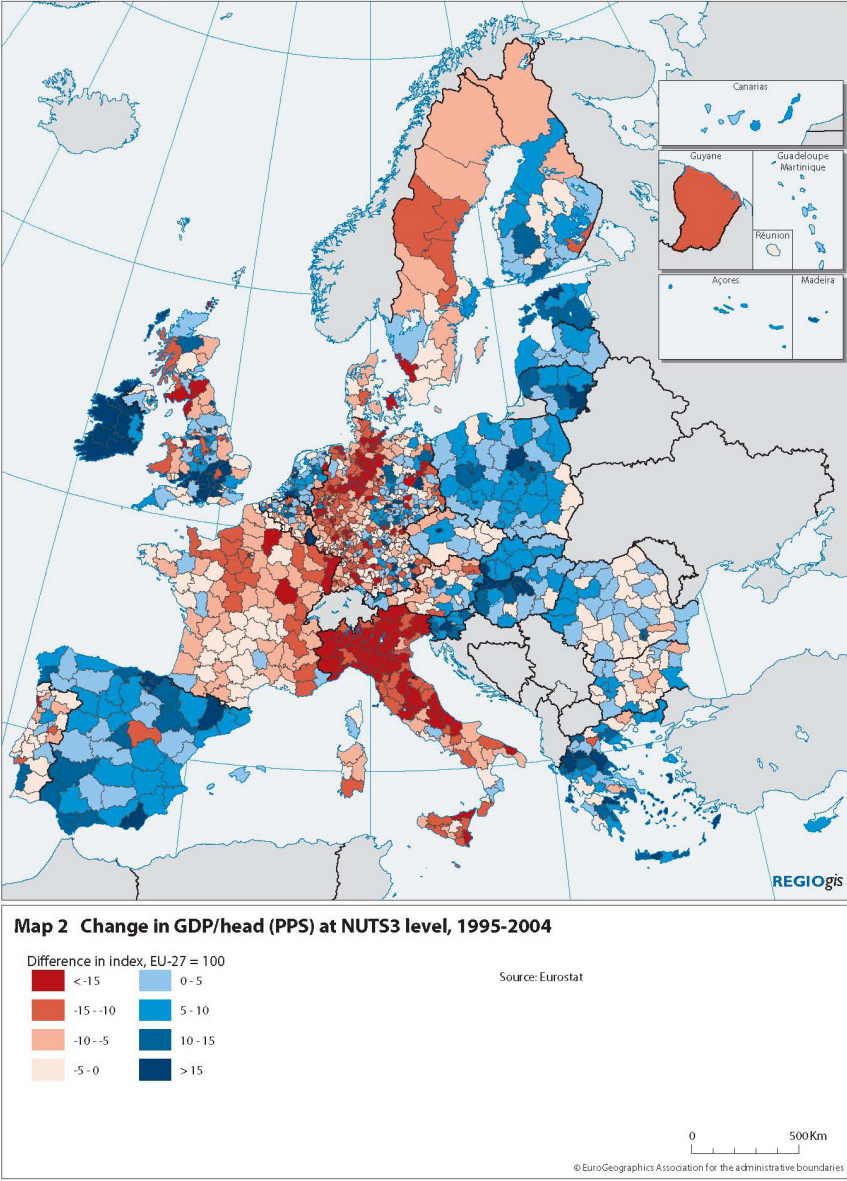 Canarias
Guyane
Guadeloupe
Martinique
Réunion
Açores
Madeira
REGIOgis
Map 2 Change in GDP/head (PPS) at NUTS3 level, 1995-2004
Difference in index, EU-27 = 100
< -15
0 - 5
Source: Eurostat
-15 - -10
5 - 10
-10 - -5
10 - 15
-5 - 0
> 15
0 500 Km
© EuroGeographics Association for the administrative boundaries